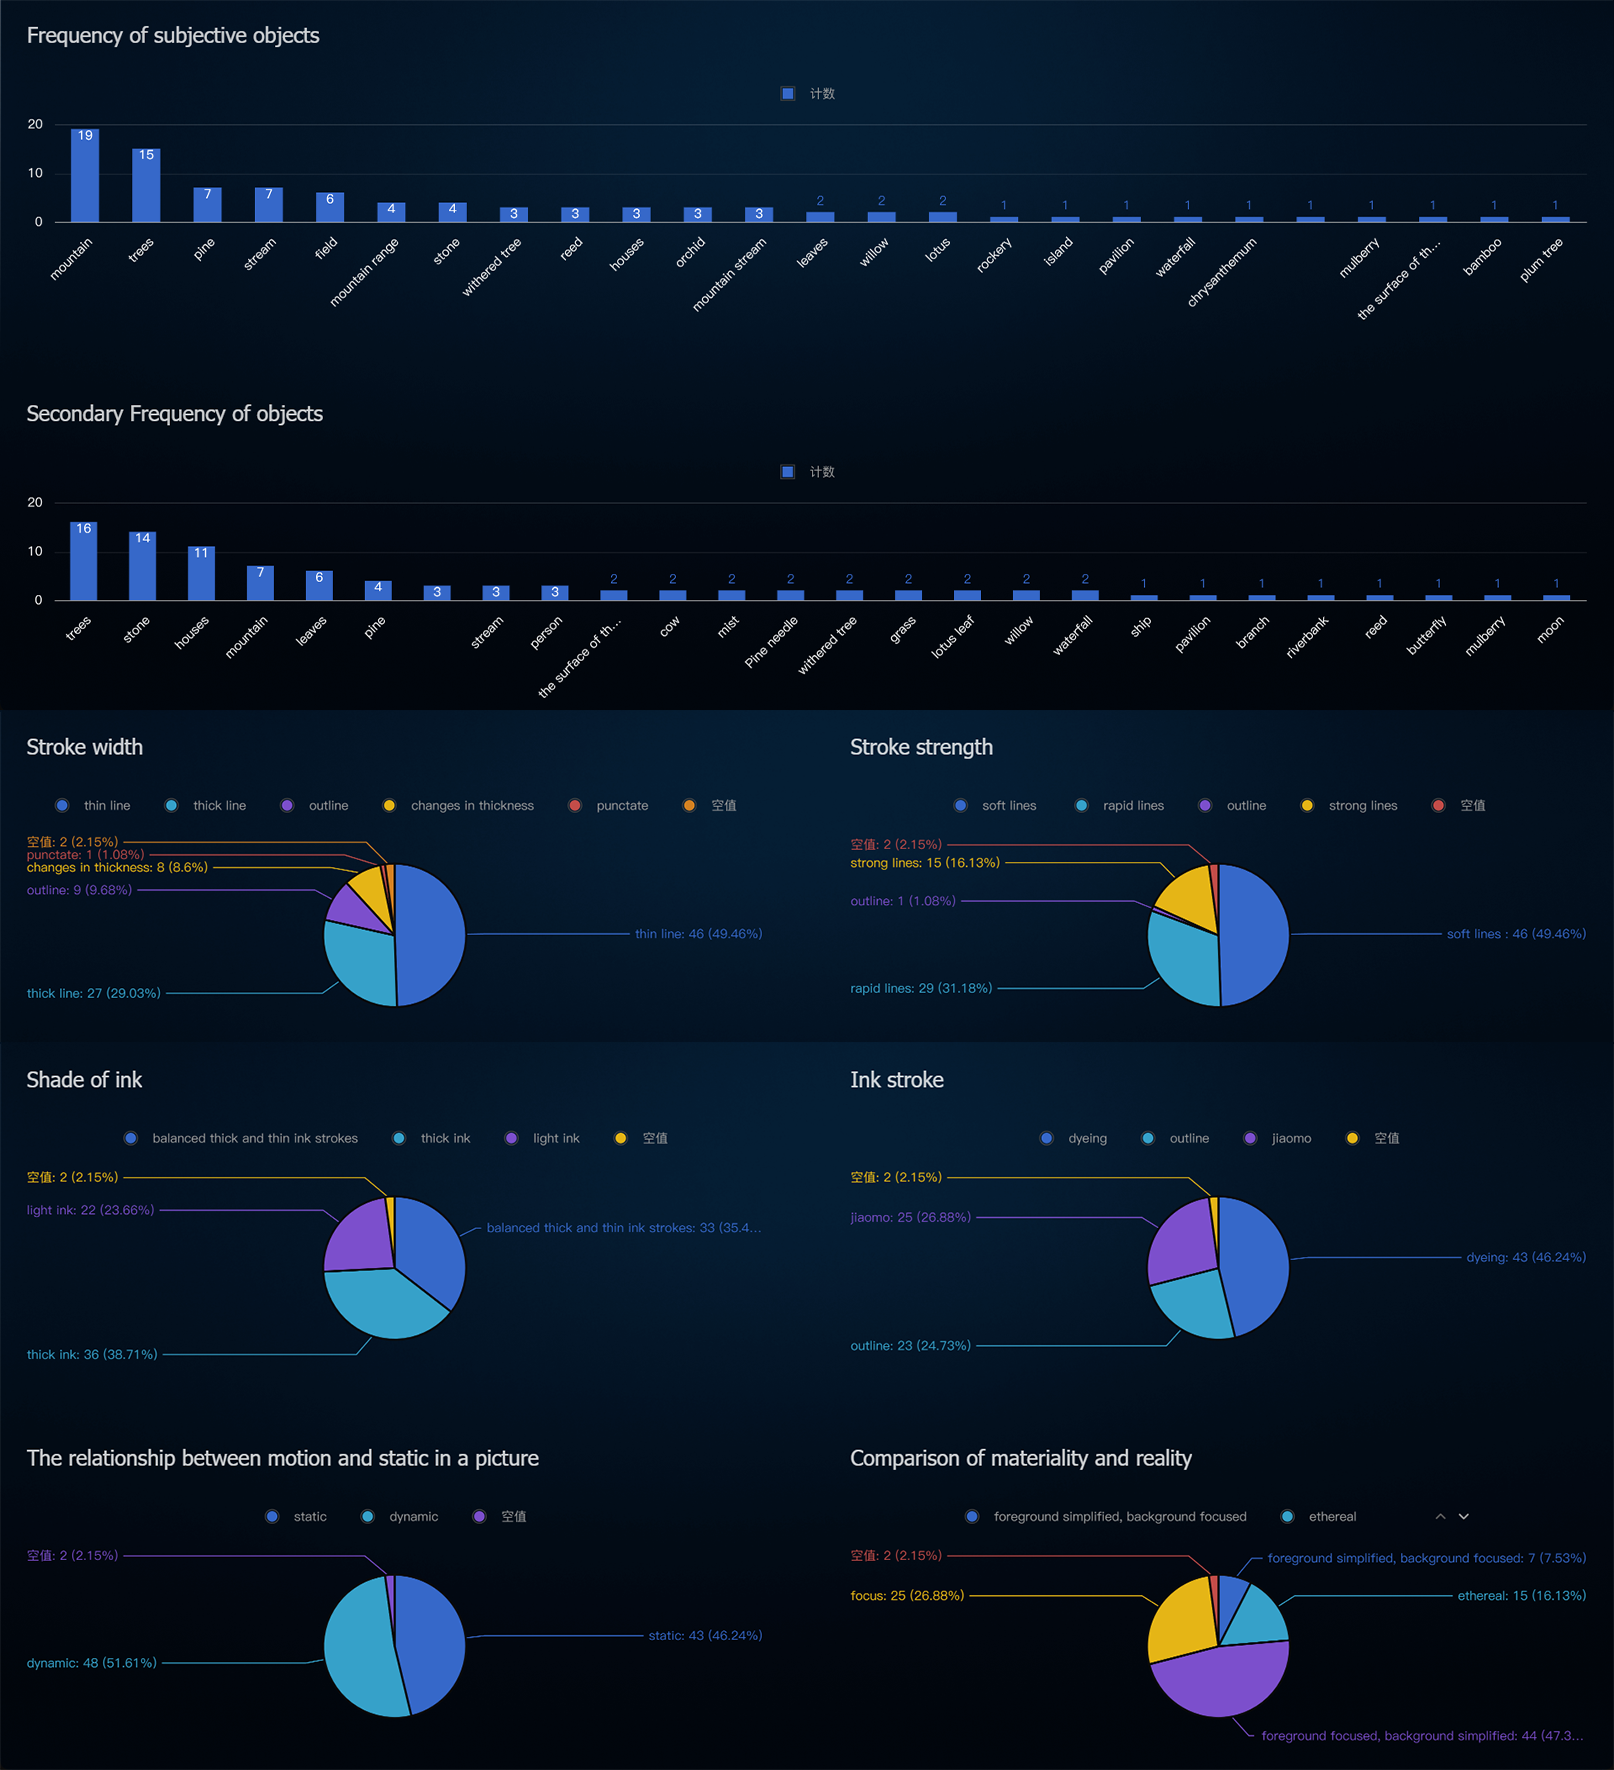 Frequency of subjective objects
计数
20
10
0
19
15
7
7
6
4
4
3
3
3
3
3
2
2
2
1
1
1
1
1
1
1
1
1
1
mountain
trees
pine
stream
field
mountain range
stone
withered tree
reed
houses
orchid
mountain stream
leaves
willow
lotus
rockery
Island
pavilion
waterfall
chrysanthemum
mulberry
the surface of th...
bamboo
plum tree
Secondary Frequency of objects
计数
20
10
0
16
14
11
7
6
4
3
3
3
2
2
2
2
2
2
2
2
2
1
1
1
1
1
1
1
1
trees
stone
houses
mountain
leaves
pine
stream
person
the surface of th...
cow
mist
Pine needle
withered tree
grass
lotus leaf
willow
waterfall
ship
pavilion
branch
riverbank
reed
butterfly
mulberry
moon
Stroke width
thin line
thick line
outline
changes in thickness
punctate
空值
空值: 2 (2.15%)
punctate: 1 (1.08%)
changes in thickness: 8 (8.6%)
outline: 9 (9.68%)
thin line: 46 (49.46%)
thick line: 27 (29.03%)
Stroke strength
soft lines
rapid lines
outline
strong lines
空值
空值: 2 (2.15%)
strong lines: 15 (16.13%)
outline: 1 (1.08%)
soft lines : 46 (49.46%)
rapid lines: 29 (31.18%)
Shade of ink
balanced thick and thin ink strokes
thick ink
light ink
空值
空值: 2 (2.15%)
light ink: 22 (23.66%)
balanced thick and thin ink strokes: 33 (35.4...
thick ink: 36 (38.71%)
Ink stroke
dyeing
outline
jiaomo
空值
空值: 2 (2.15%)
jiaomo: 25 (26.88%)
dyeing: 43 (46.24%)
outline: 23 (24.73%)
The relationship between motion and static in a picture
static
dynamic
空值
空值: 2 (2.15%)
static: 43 (46.24%)
dynamic: 48 (51.61%)
Comparison of materiality and reality
foreground simplified, background focused
ethereal
空值: 2 (2.15%)
foreground simplified, background focused: 7 (7.53%)
focus: 25 (26.88%)
ethereal: 15 (16.13%)
foreground focused, background simplified: 44 (47.3...